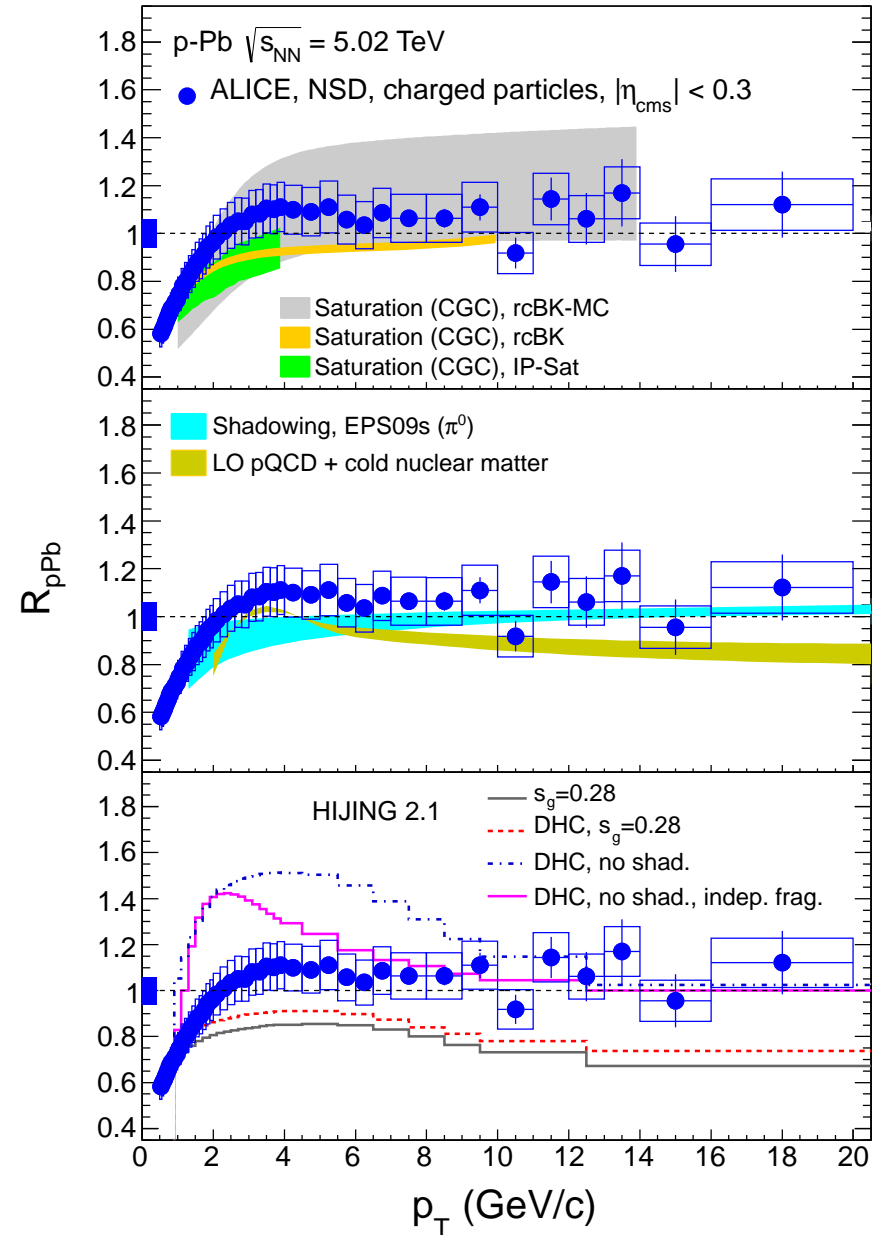 p-Pb √s_NN = 5.02 TeV
ALICE, NSD, charged particles, |η_cms| < 0.3
1.8
1.6
1.4
1.2
1
0.8
0.6
0.4
Saturation (CGC), rcBK-MC
Saturation (CGC), rcBK
Saturation (CGC), IP-Sat
Shadowing, EPS09s (π⁰)
LO pQCD + cold nuclear matter
1.8
1.6
1.4
1.2
1
0.8
0.6
0.4
R_pPb
HIJING 2.1
s_g=0.28
DHC, s_g=0.28
DHC, no shad.
DHC, no shad., indep. frag.
1.8
1.6
1.4
1.2
1
0.8
0.6
0.4
0 2 4 6 8 10 12 14 16 18 20
p_T (GeV/c)